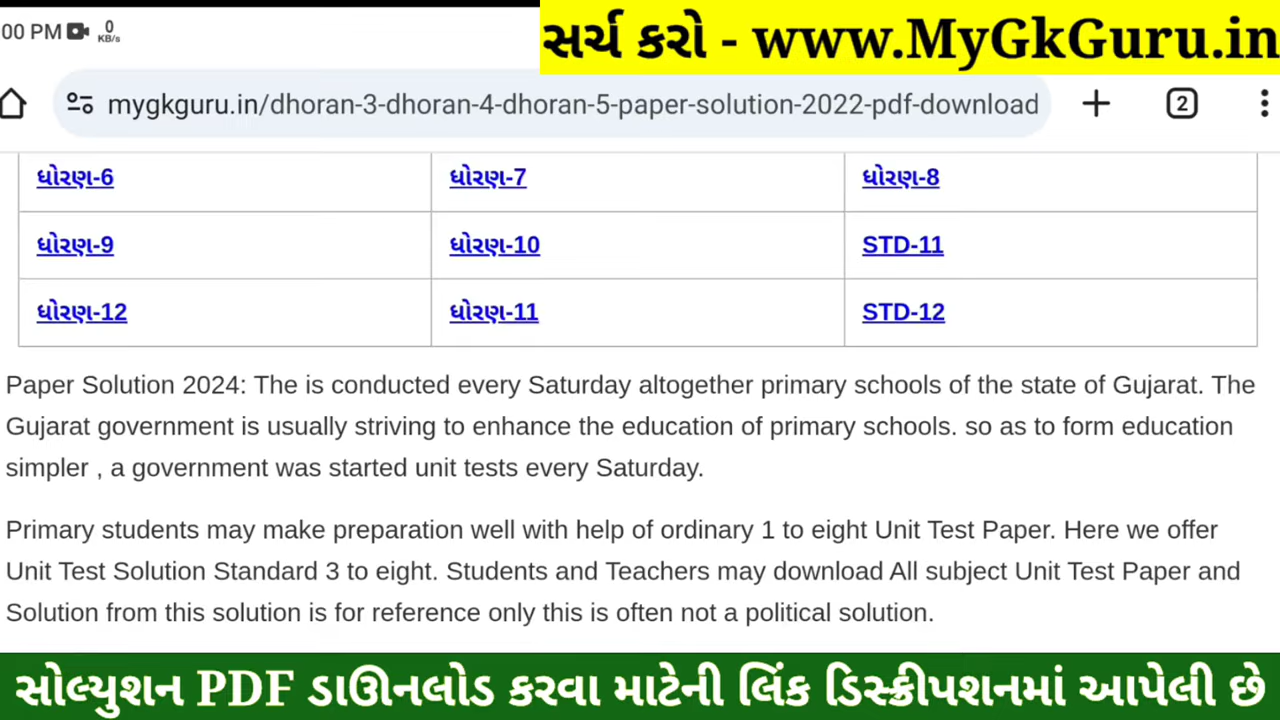 00 PM 0 KB/s
સર્ચ કરો - www.MyGkGuru.in
mygkguru.in/dhoran-3-dhoran-4-dhoran-5-paper-solution-2022-pdf-download
2
ધોરણ-6 ધોરણ-7 ધોરણ-8
ધોરણ-9 ધોરણ-10 STD-11
ધોરણ-12 ધોરણ-11 STD-12
Paper Solution 2024: The is conducted every Saturday altogether primary schools of the state of Gujarat. The
Gujarat government is usually striving to enhance the education of primary schools. so as to form education
simpler , a government was started unit tests every Saturday.
Primary students may make preparation well with help of ordinary 1 to eight Unit Test Paper. Here we offer
Unit Test Solution Standard 3 to eight. Students and Teachers may download All subject Unit Test Paper and
Solution from this solution is for reference only this is often not a political solution.
સોલ્યુશન PDF ડાઊનલોડ કરવા માટેની લિંક ડિસ્ક્રીપશનમાં આપેલી છે